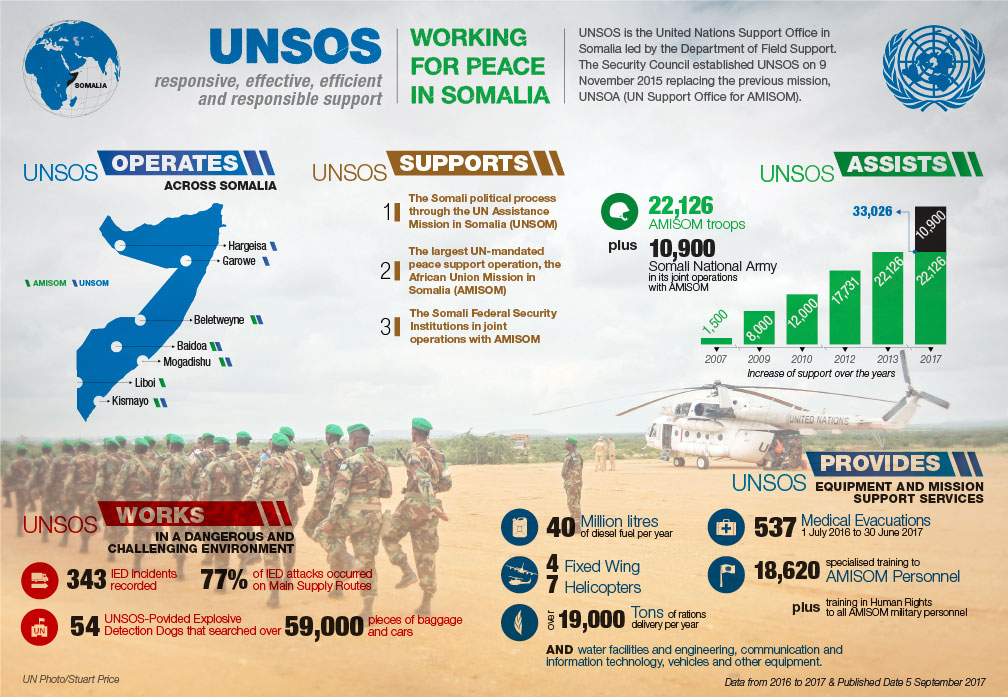 SOMALIA
UNSOS
responsive, effective, efficient
and responsible support
WORKING
FOR PEACE
IN SOMALIA
UNSOS is the United Nations Support Office in
Somalia led by the Department of Field Support.
The Security Council established UNSOS on 9
November 2015 replacing the previous mission,
UNSOA (UN Support Office for AMISOM).
UNSOS OPERATES
ACROSS SOMALIA
Hargeisa
Garowe
AMISOM UNSOM
Beletweyne
Baidoa
Mogadishu
Liboi
Kismayo
UNSOS SUPPORTS
1 The Somali political process
through the UN Assistance
Mission in Somalia (UNSOM)
2 The largest UN-mandated
peace support operation, the
African Union Mission in
Somalia (AMISOM)
3 The Somali Federal Security
Institutions in joint
operations with AMISOM
UNSOS ASSISTS
22,126
AMISOM troops
plus 10,900
Somali National Army
in its joint operations
with AMISOM
33,026
10,900
1,500 8,000 12,000 17,731 22,126 22,126
2007 2009 2010 2012 2013 2017
Increase of support over the years
UNITED NATIONS
UN
UNSOS WORKS
IN A DANGEROUS AND
CHALLENGING ENVIRONMENT
343 IED Incidents
recorded
77% of IED attacks occurred
on Main Supply Routes
UN
54 UNSOS-Povided Explosive
Detection Dogs that searched over 59,000 pieces of baggage
and cars
UNSOS PROVIDES
EQUIPMENT AND MISSION
SUPPORT SERVICES
40 Million litres
of diesel fuel per year
4 Fixed Wing
7 Helicopters
OVER 19,000 Tons of rations
delivery per year
537 Medical Evacuations
1 July 2016 to 30 June 2017
18,620 specialised training to
AMISOM Personnel
plus training in Human Rights
to all AMISOM military personnel
AND water facilities and engineering, communication and
information technology, vehicles and other equipment.
UN Photo/Stuart Price
Data from 2016 to 2017 & Published Date 5 September 2017